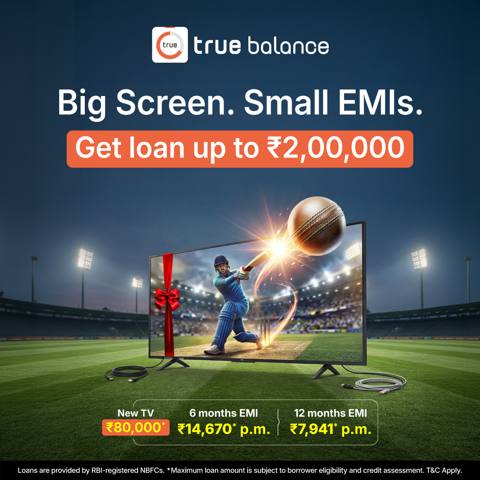 true
true balance
Big Screen. Small EMIs.
Get loan up to ₹2,00,000
New TV
₹80,000*
6 months EMI
₹14,670* p.m.
12 months EMI
₹7,941* p.m.
Loans are provided by RBI-registered NBFCs. *Maximum loan amount is subject to borrower eligibility and credit assessment. T&C Apply.